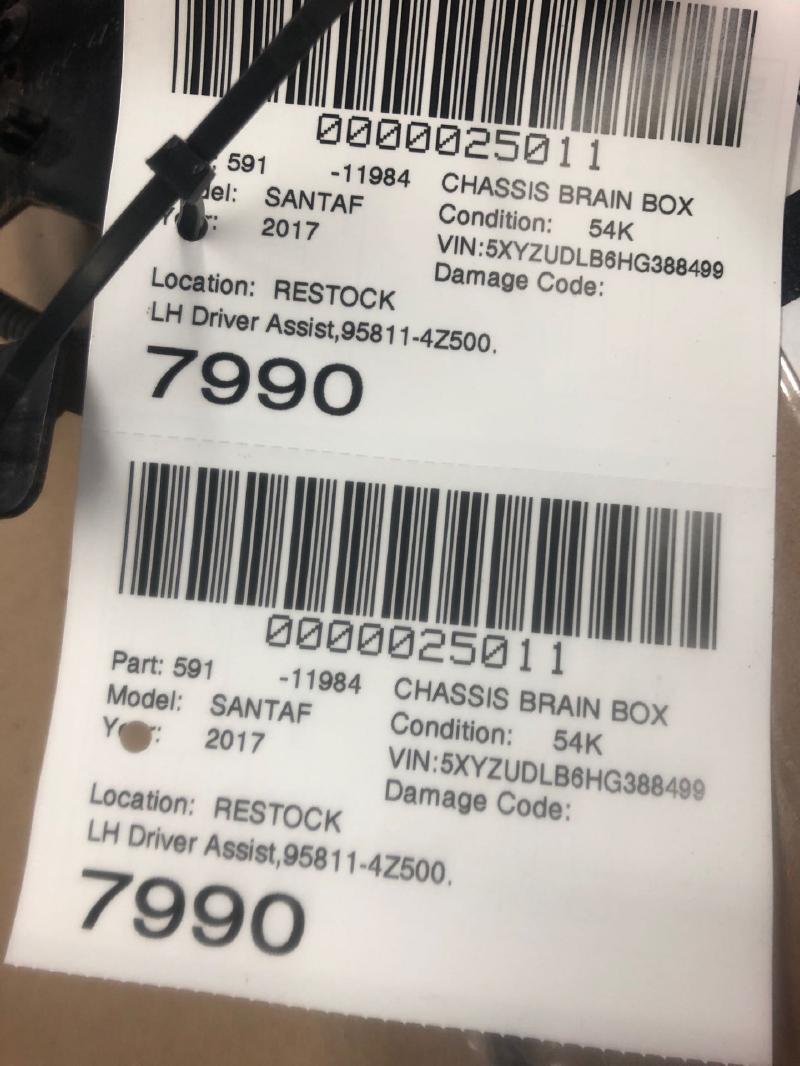 0000025011
591 -11984 CHASSIS BRAIN BOX
SANTAF Condition: 54K
2017 VIN:5XYZUDLB6HG388499
Damage Code:
Location: RESTOCK
LH Driver Assist,95811-4Z500.
7990
0000025011
Part: 591 -11984 CHASSIS BRAIN BOX
Model: SANTAF Condition: 54K
2017 VIN:5XYZUDLB6HG388499
Damage Code:
Location: RESTOCK
LH Driver Assist,95811-4Z500.
7990